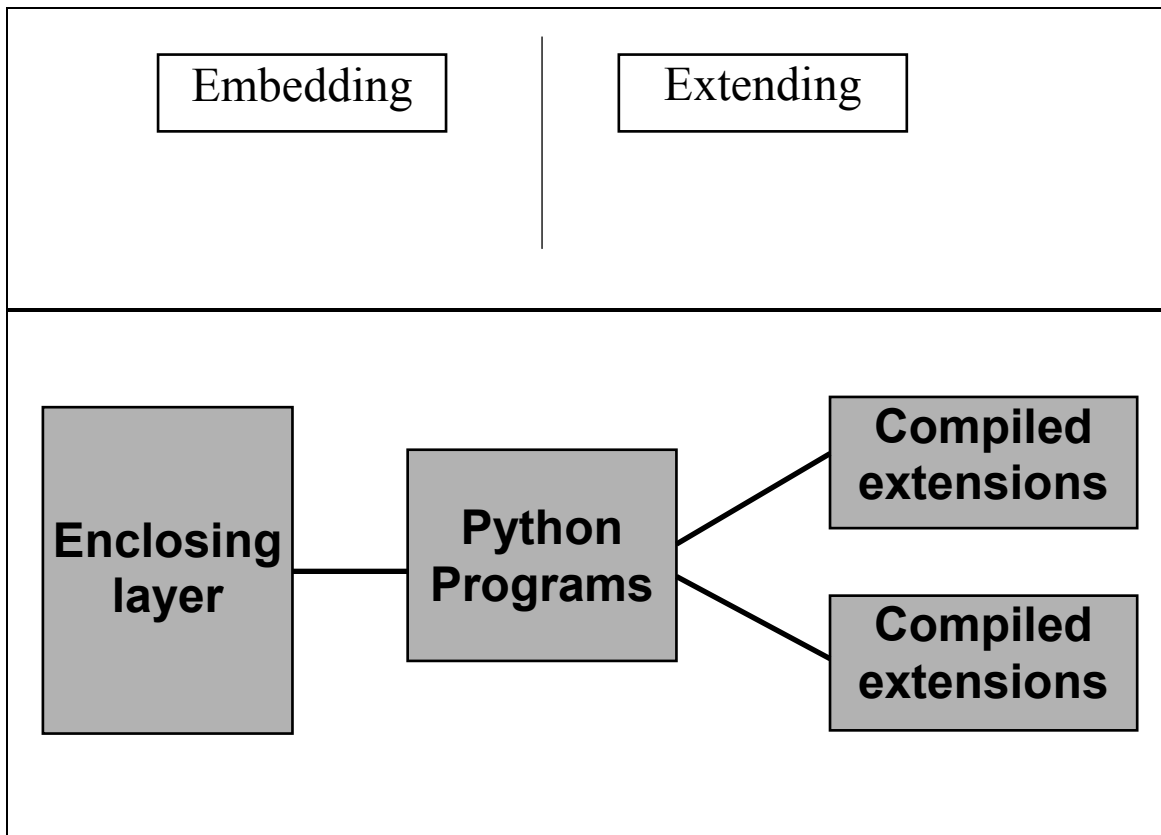 Embedding
Extending
Enclosing
layer
Python
Programs
Compiled
extensions
Compiled
extensions